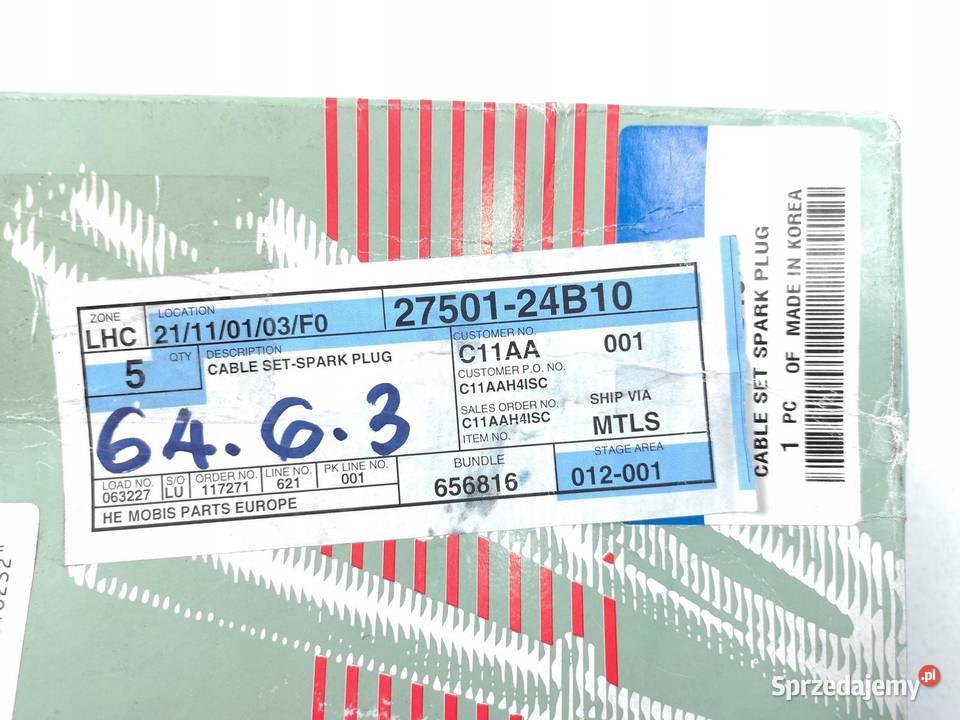 ZONE
LHC
LOCATION
21/11/01/03/F0
27501-24B10
QTY
5
DESCRIPTION
CABLE SET-SPARK PLUG
CUSTOMER NO.
C11AA 001
CUSTOMER P.O. NO.
C11AAH4ISC
SALES ORDER NO.
C11AAH4ISC
ITEM NO.
SHIP VIA
MTLS
64.6.3
LOAD NO.
063227
S/O
LU
ORDER NO.
117271
LINE NO.
621
PK LINE NO.
001
BUNDLE
656816
STAGE AREA
012-001
HE MOBIS PARTS EUROPE
CABLE SET SPARK PLUG
1 PC OF MADE IN KOREA
Sprzedajemy.pl